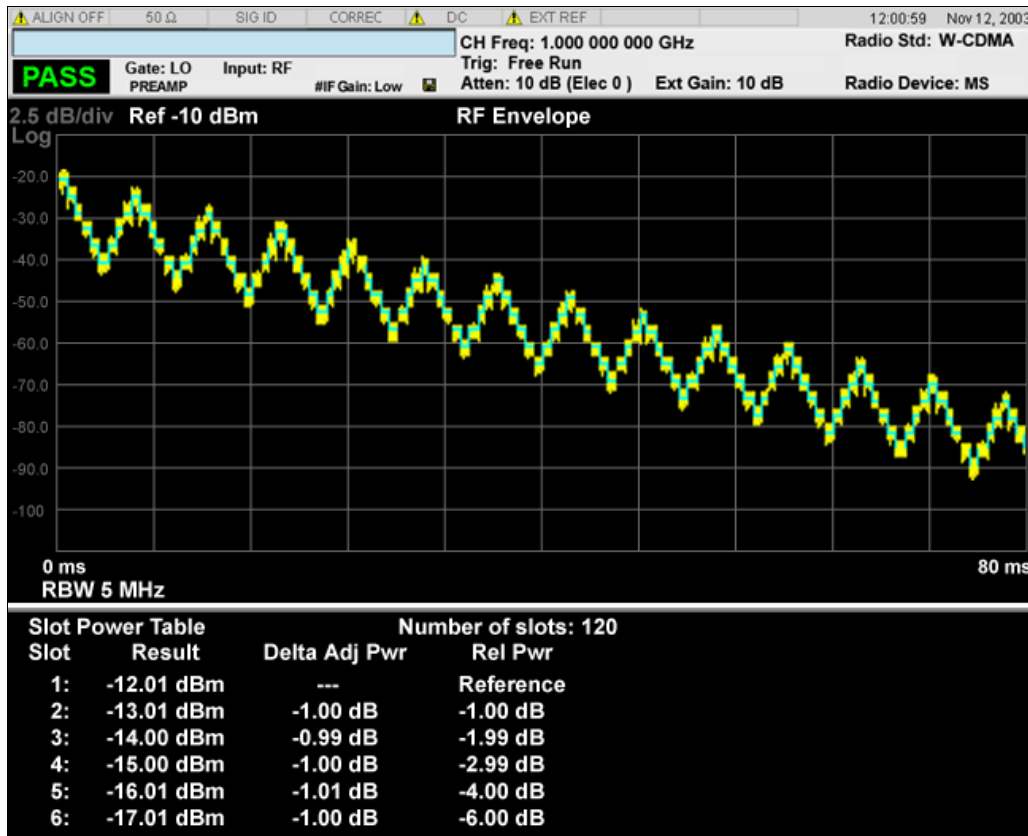 ALIGN OFF 50 Ω SIG ID CORREC DC EXT REF 12:00:59 Nov 12, 2003
CH Freq: 1.000 000 000 GHz Radio Std: W-CDMA
PASS Gate: LO Input: RF Trig: Free Run
PREAMP #IF Gain: Low Atten: 10 dB (Elec 0 ) Ext Gain: 10 dB Radio Device: MS
2.5 dB/div Ref -10 dBm RF Envelope
Log
-20.0
-30.0
-40.0
-50.0
-60.0
-70.0
-80.0
-90.0
-100
0 ms 80 ms
RBW 5 MHz
Slot Power Table Number of slots: 120
Slot Result Delta Adj Pwr Rel Pwr
1: -12.01 dBm --- Reference
2: -13.01 dBm -1.00 dB -1.00 dB
3: -14.00 dBm -0.99 dB -1.99 dB
4: -15.00 dBm -1.00 dB -2.99 dB
5: -16.01 dBm -1.01 dB -4.00 dB
6: -17.01 dBm -1.00 dB -6.00 dB